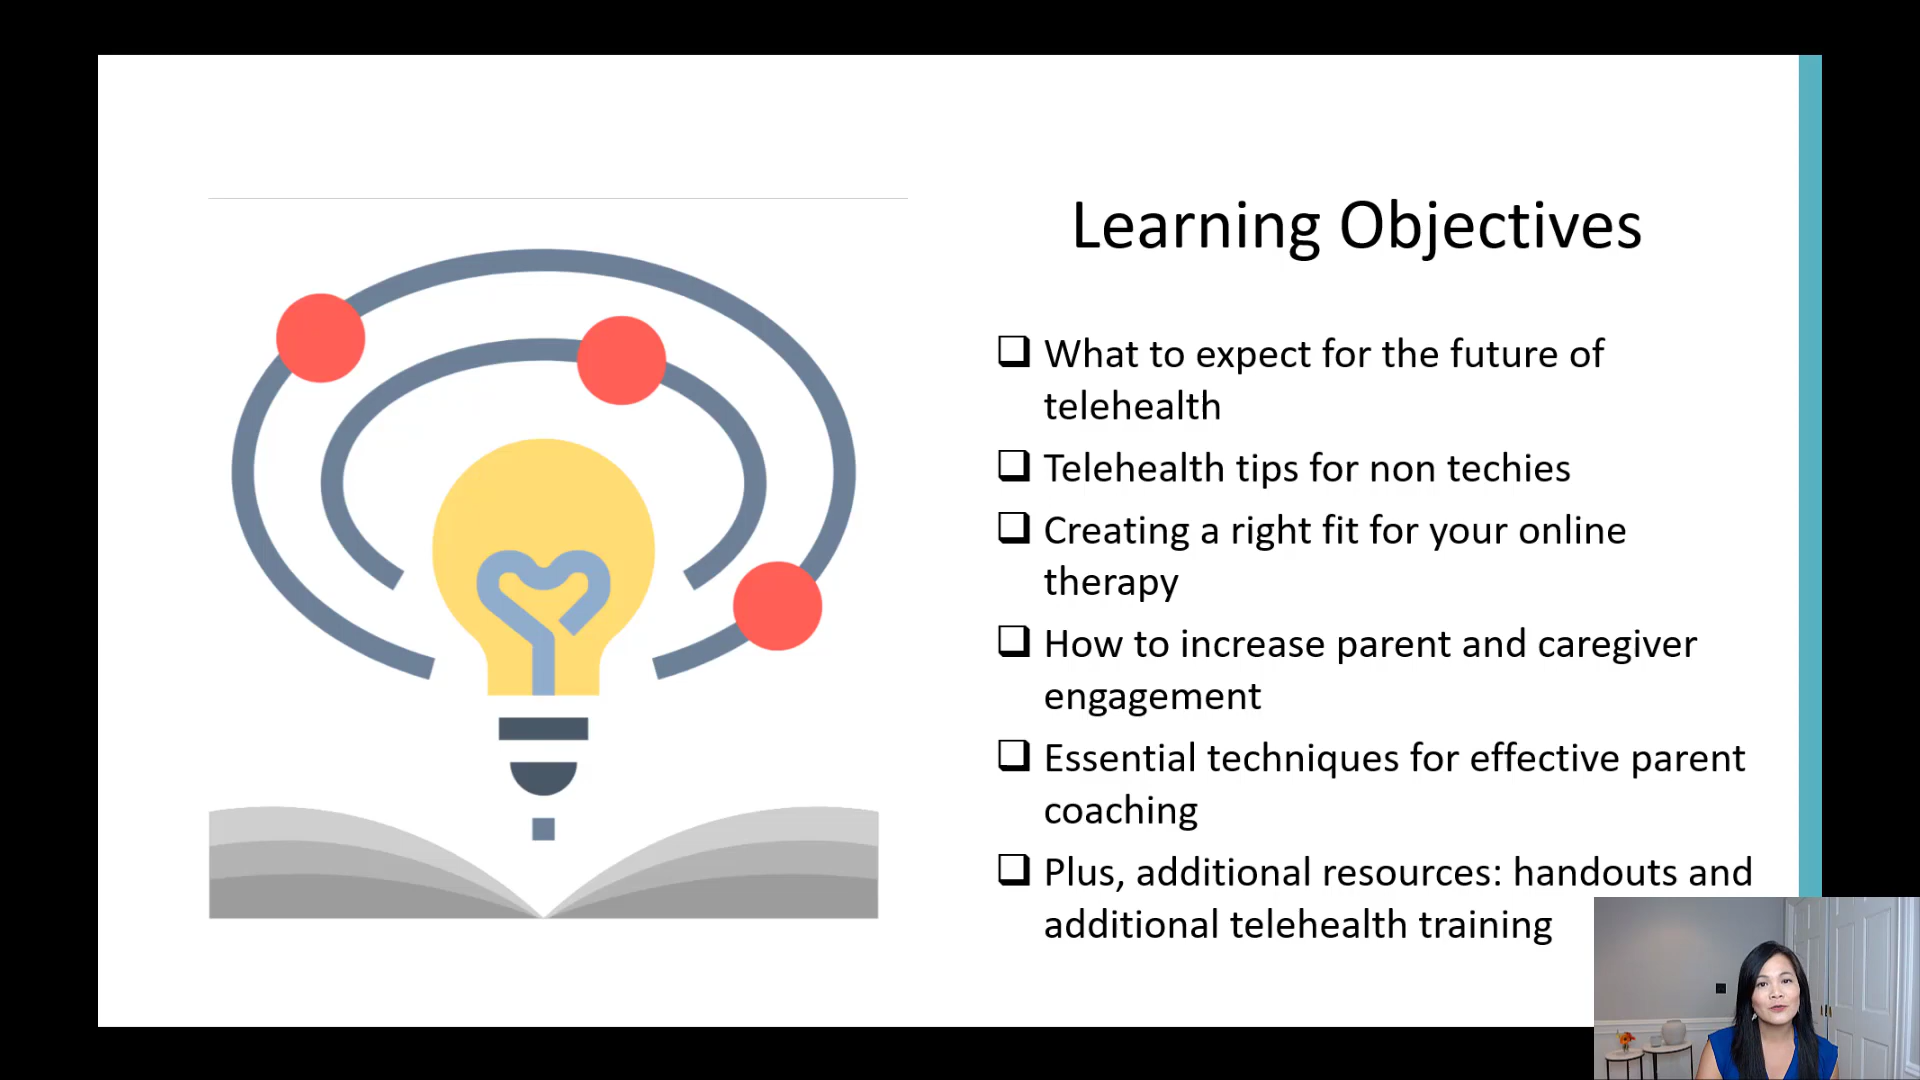 Learning Objectives
What to expect for the future of
telehealth
Telehealth tips for non techies
Creating a right fit for your online
therapy
How to increase parent and caregiver
engagement
Essential techniques for effective parent
coaching
Plus, additional resources: handouts and
additional telehealth training